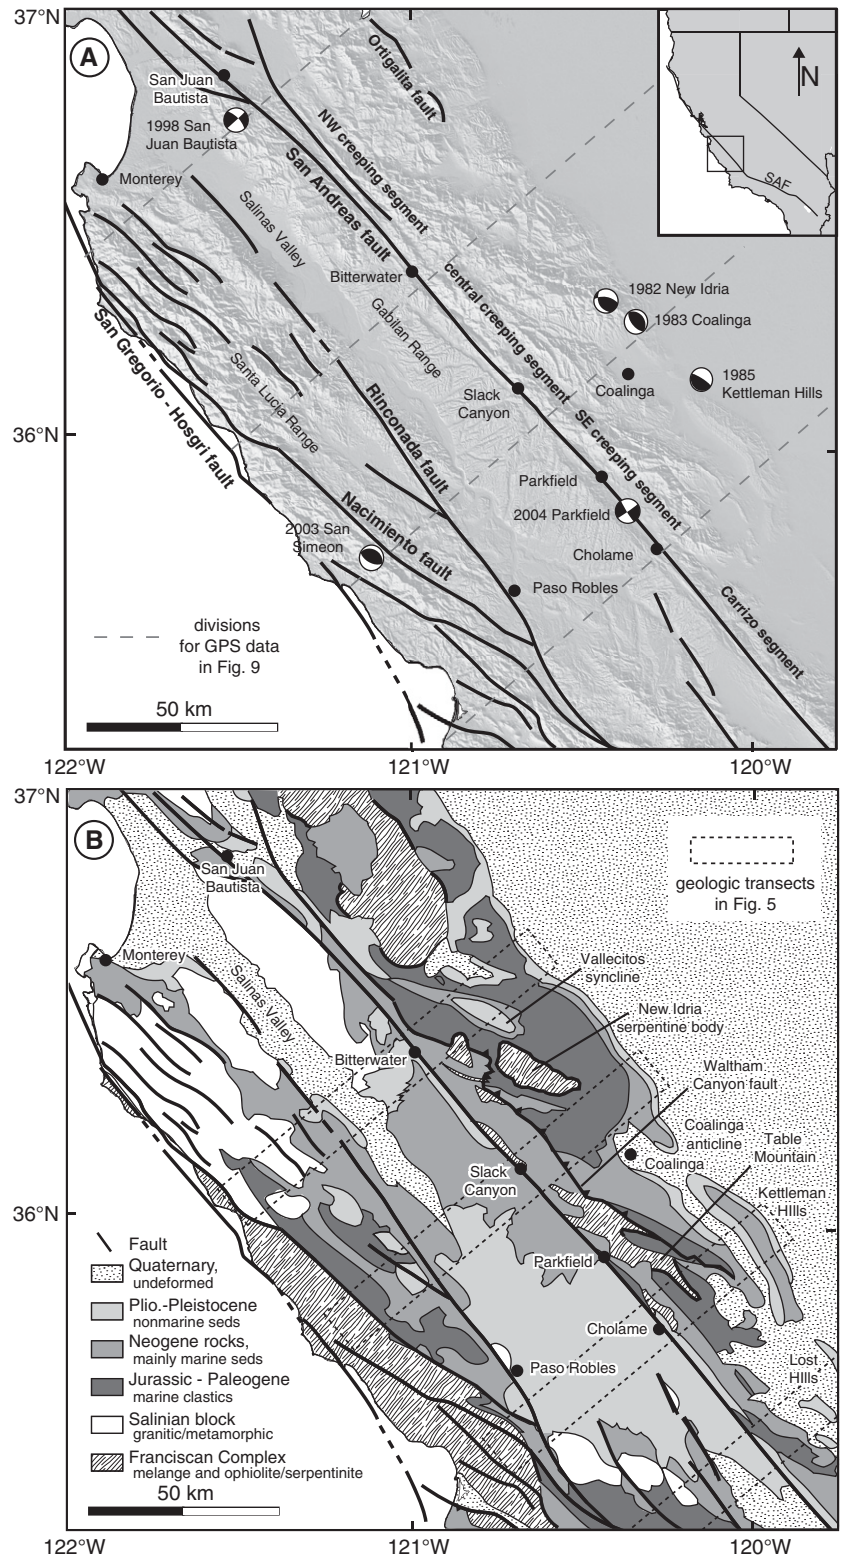 37°N
A
San Juan
Bautista
1998 San
Juan Bautista
Monterey
Ortigalita fault
NW creeping segment
San Andreas fault
Salinas Valley
N
SAF
Bitterwater
central creeping segment
1982 New Idria
1983 Coalinga
Gabilan Range
San Gregorio - Hosgri fault
Santa Lucia Range
Rinconada fault
Slack
Canyon
Coalinga
1985
Kettleman Hills
SE creeping segment
36°N
Parkfield
2004 Parkfield
Nacimiento fault
2003 San
Simeon
Cholame
Paso Robles
Carrizo segment
divisions
for GPS data
in Fig. 9
50 km
122°W
121°W
120°W
37°N
B
San Juan
Bautista
geologic transects
in Fig. 5
Monterey
Salinas Valley
Vallecitos
syncline
New Idria
serpentine body
Bitterwater
Waltham
Canyon fault
Coalinga
anticline
Coalinga
Table
Mountain
Slack
Canyon
Kettleman
HIlls
36°N
Parkfield
Cholame
Paso Robles
Lost
HIlls
Fault
Quaternary,
undeformed
Plio.-Pleistocene
nonmarine seds
Neogene rocks,
mainly marine seds
Jurassic - Paleogene
marine clastics
Salinian block
granitic/metamorphic
Franciscan Complex
melange and ophiolite/serpentinite
50 km
122°W
121°W
120°W